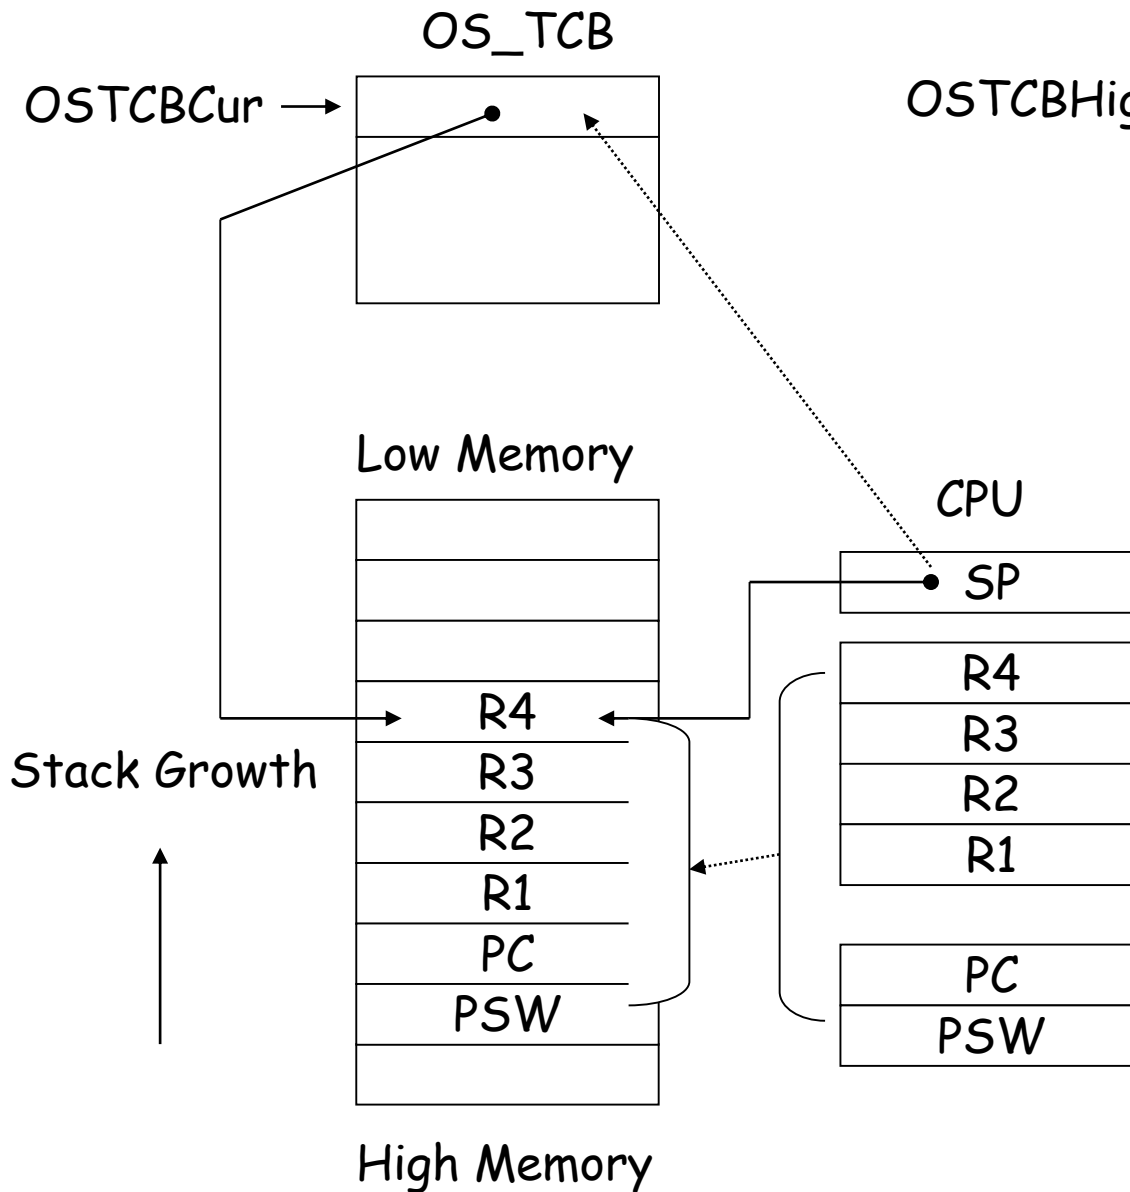 OS_TCB
OSTCBCur
OSTCBHig
Low Memory
CPU
SP
R4
R3
R2
R1
PC
PSW
Stack Growth
R4
R3
R2
R1
PC
PSW
High Memory